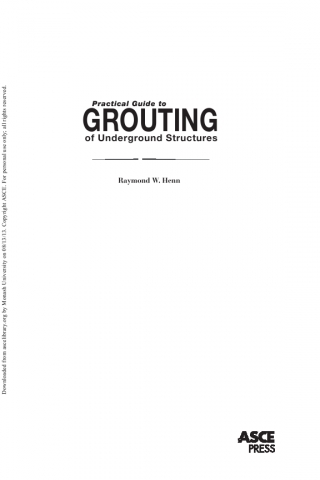 Practical Guide to
GROUTING
of Underground Structures
Raymond W. Henn
ASCE
PRESS
Downloaded from ascelibrary.org by Monash University on 09/13/13. Copyright ASCE. For personal use only; all rights reserved.